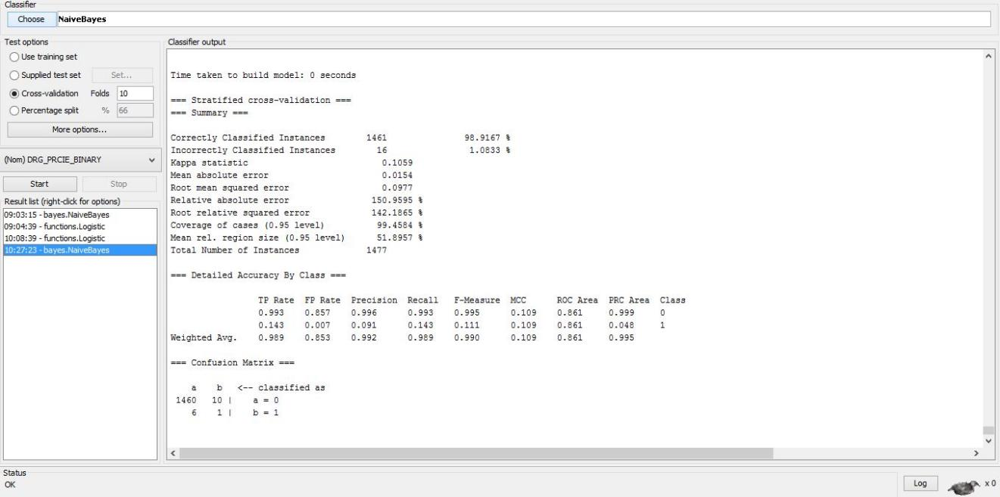 Classifier
Choose NaiveBayes
Test options
Use training set
Supplied test set Set...
Cross-validation Folds 10
Percentage split % 66
More options...
(Nom) DRG_PRCIE_BINARY
Start Stop
Result list (right-click for options)
09:03:15 - bayes.NaiveBayes
09:04:39 - functions.Logistic
10:08:39 - functions.Logistic
10:27:23 - bayes.NaiveBayes
Classifier output
Time taken to build model: 0 seconds
=== Stratified cross-validation ===
=== Summary ===
Correctly Classified Instances 1461 98.9167 %
Incorrectly Classified Instances 16 1.0833 %
Kappa statistic 0.1059
Mean absolute error 0.0154
Root mean squared error 0.0977
Relative absolute error 150.9595 %
Root relative squared error 142.1865 %
Coverage of cases (0.95 level) 99.4584 %
Mean rel. region size (0.95 level) 51.8957 %
Total Number of Instances 1477
=== Detailed Accuracy By Class ===
TP Rate FP Rate Precision Recall F-Measure MCC ROC Area PRC Area Class
0.993 0.857 0.996 0.993 0.995 0.109 0.861 0.999 0
0.143 0.007 0.091 0.143 0.111 0.109 0.861 0.048 1
Weighted Avg. 0.989 0.853 0.992 0.989 0.990 0.109 0.861 0.995
=== Confusion Matrix ===
a b <-- classified as
1460 10 | a = 0
6 1 | b = 1
Status
OK
Log x 0